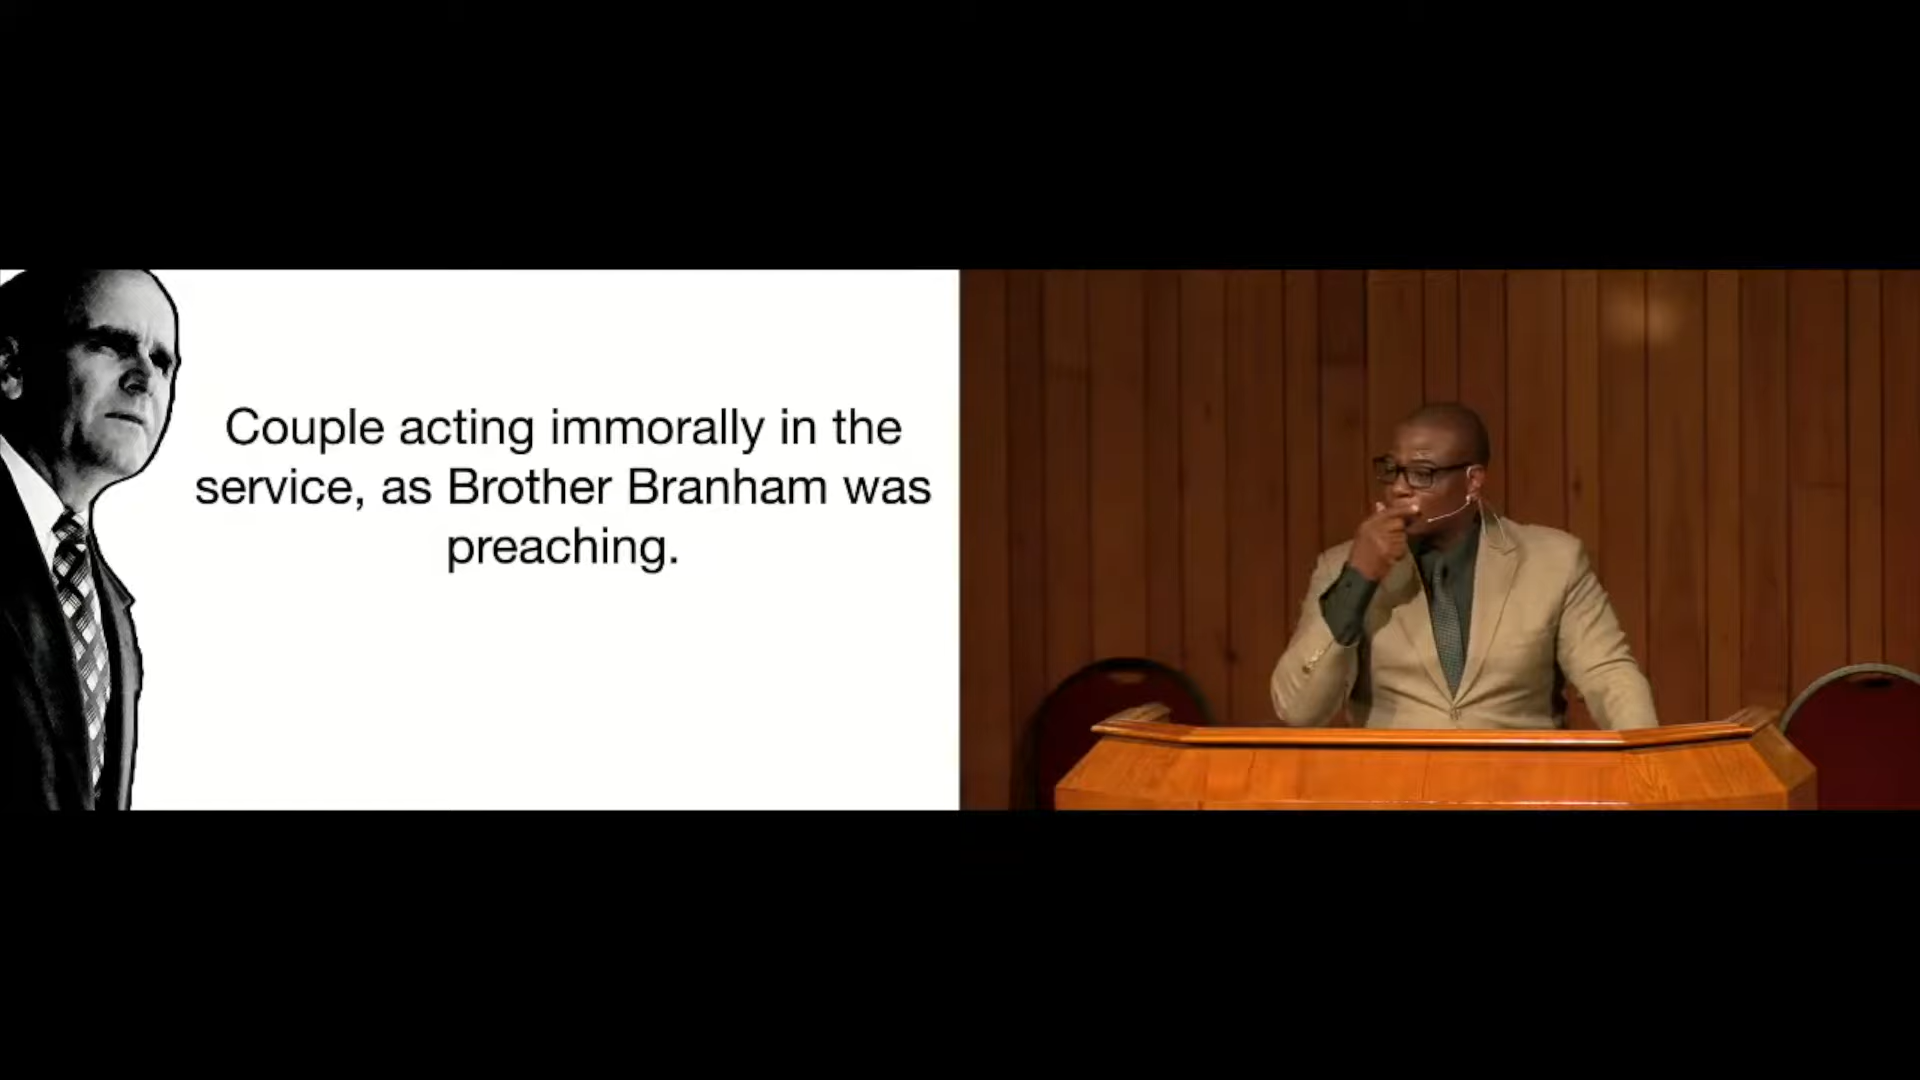 Couple acting immorally in the
service, as Brother Branham was
preaching.